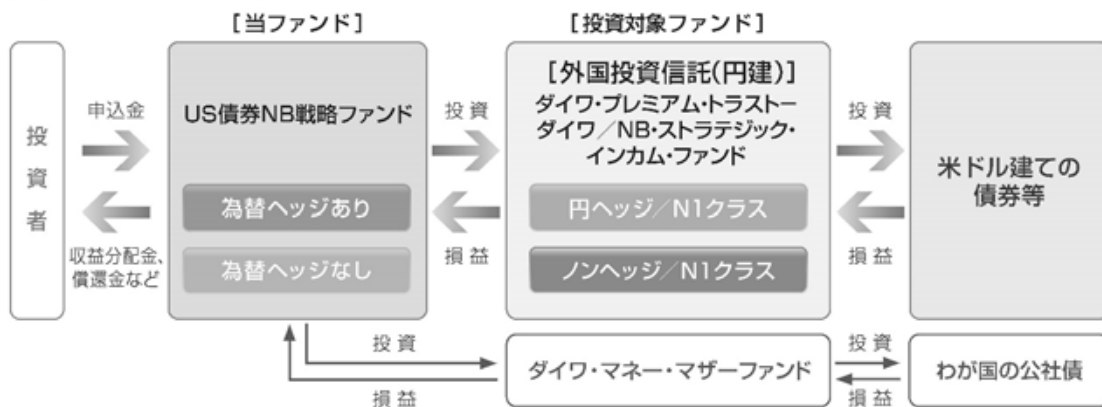 [当ファンド]
[投資対象ファンド]
投資者
申込金
収益分配金、
償還金など
US債券NB戦略ファンド
為替ヘッジあり
為替ヘッジなし
投資
損益
[外国投資信託(円建)]
ダイワ・プレミアム・トラスト－
ダイワ／NB・ストラテジック・
インカム・ファンド
円ヘッジ／N1クラス
ノンヘッジ／N1クラス
投資
損益
米ドル建ての
債券等
投資
損益
ダイワ・マネー・マザーファンド
投資
損益
わが国の公社債